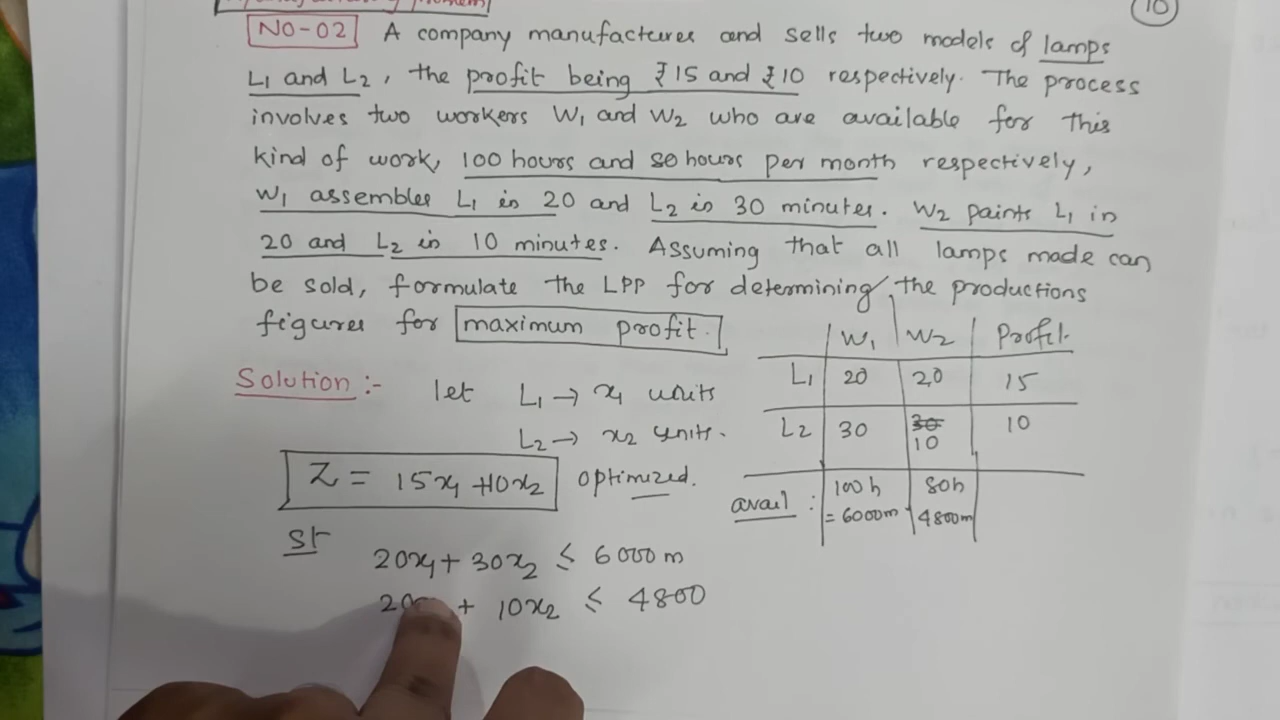 10
NO-02 A company manufactures and sells two models of lamps
L1 and L2, the profit being ₹15 and ₹10 respectively. The process
involves two workers W1 and W2 who are available for this
kind of work, 100 hours and 80 hours per month respectively,
W1 assembles L1 in 20 and L2 in 30 minutes. W2 paints L1 in
20 and L2 in 10 minutes. Assuming that all lamps made can
be sold, formulate the LPP for determining the productions
figures for maximum profit.
Solution :- let L1 → x1 units
L2 → x2 units.
Z = 15x1 + 10x2 optimized.
St
20x1 + 30x2 ≤ 6000 m
20 + 10x2 ≤ 4800
W1 W2 Profit
L1 20 20 15
L2 30 30 10
10
avail : 100h 80h
= 6000m 4800m